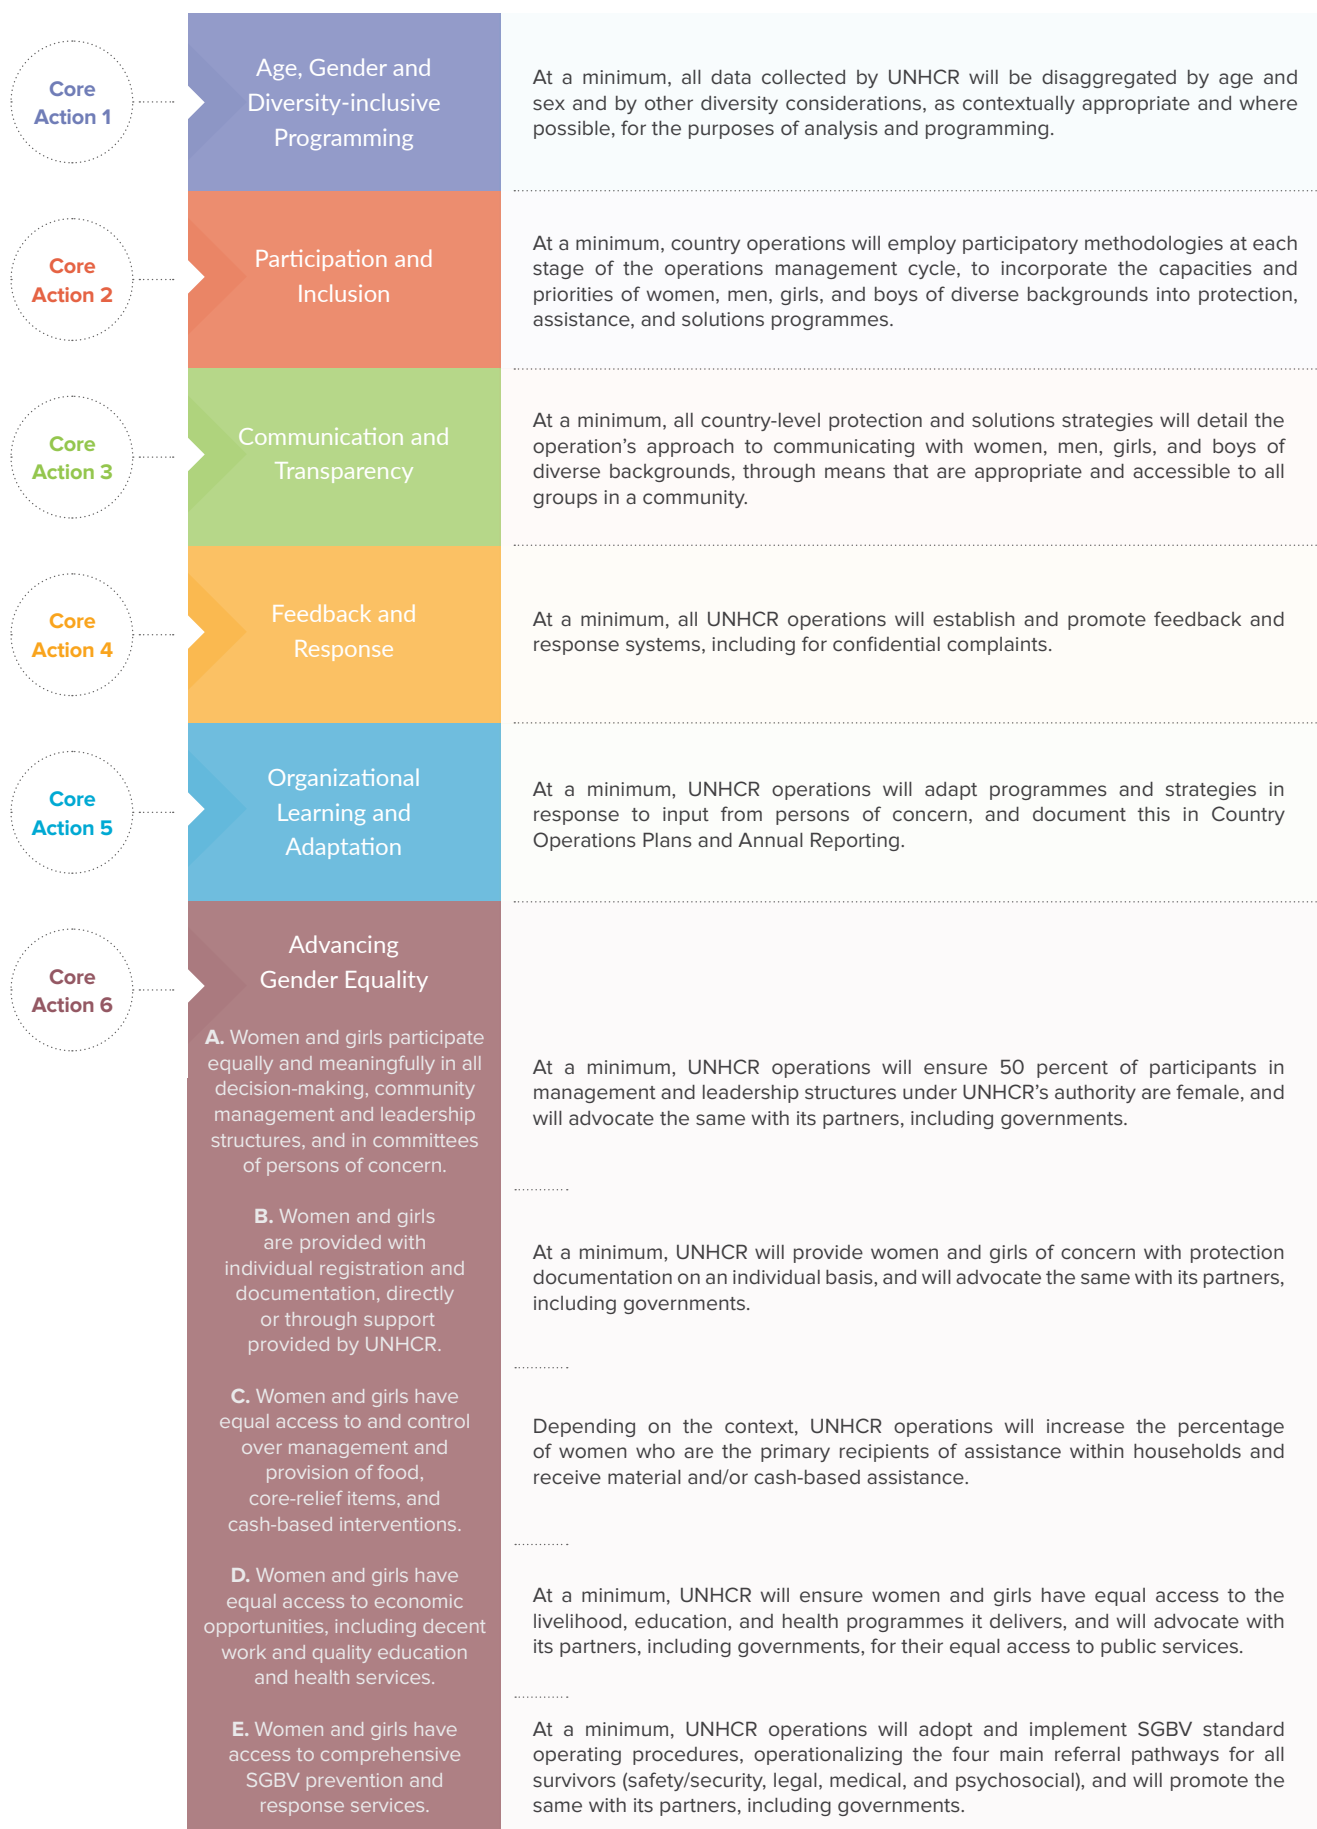 Core
Action 1
Age, Gender and
Diversity-inclusive
Programming
At a minimum, all data collected by UNHCR will be disaggregated by age and
sex and by other diversity considerations, as contextually appropriate and where
possible, for the purposes of analysis and programming.
Core
Action 2
Participation and
Inclusion
At a minimum, country operations will employ participatory methodologies at each
stage of the operations management cycle, to incorporate the capacities and
priorities of women, men, girls, and boys of diverse backgrounds into protection,
assistance, and solutions programmes.
Core
Action 3
Communication and
Transparency
At a minimum, all country-level protection and solutions strategies will detail the
operation's approach to communicating with women, men, girls, and boys of
diverse backgrounds, through means that are appropriate and accessible to all
groups in a community.
Core
Action 4
Feedback and
Response
At a minimum, all UNHCR operations will establish and promote feedback and
response systems, including for confidential complaints.
Core
Action 5
Organizational
Learning and
Adaptation
At a minimum, UNHCR operations will adapt programmes and strategies in
response to input from persons of concern, and document this in Country
Operations Plans and Annual Reporting.
Core
Action 6
Advancing
Gender Equality
A. Women and girls participate
equally and meaningfully in all
decision-making, community
management and leadership
structures, and in committees
of persons of concern.
At a minimum, UNHCR operations will ensure 50 percent of participants in
management and leadership structures under UNHCR's authority are female, and
will advocate the same with its partners, including governments.
B. Women and girls
are provided with
individual registration and
documentation, directly
or through support
provided by UNHCR.
At a minimum, UNHCR will provide women and girls of concern with protection
documentation on an individual basis, and will advocate the same with its partners,
including governments.
C. Women and girls have
equal access to and control
over management and
provision of food,
core-relief items, and
cash-based interventions.
Depending on the context, UNHCR operations will increase the percentage
of women who are the primary recipients of assistance within households and
receive material and/or cash-based assistance.
D. Women and girls have
equal access to economic
opportunities, including decent
work and quality education
and health services.
At a minimum, UNHCR will ensure women and girls have equal access to the
livelihood, education, and health programmes it delivers, and will advocate with
its partners, including governments, for their equal access to public services.
E. Women and girls have
access to comprehensive
SGBV prevention and
response services.
At a minimum, UNHCR operations will adopt and implement SGBV standard
operating procedures, operationalizing the four main referral pathways for all
survivors (safety/security, legal, medical, and psychosocial), and will promote the
same with its partners, including governments.